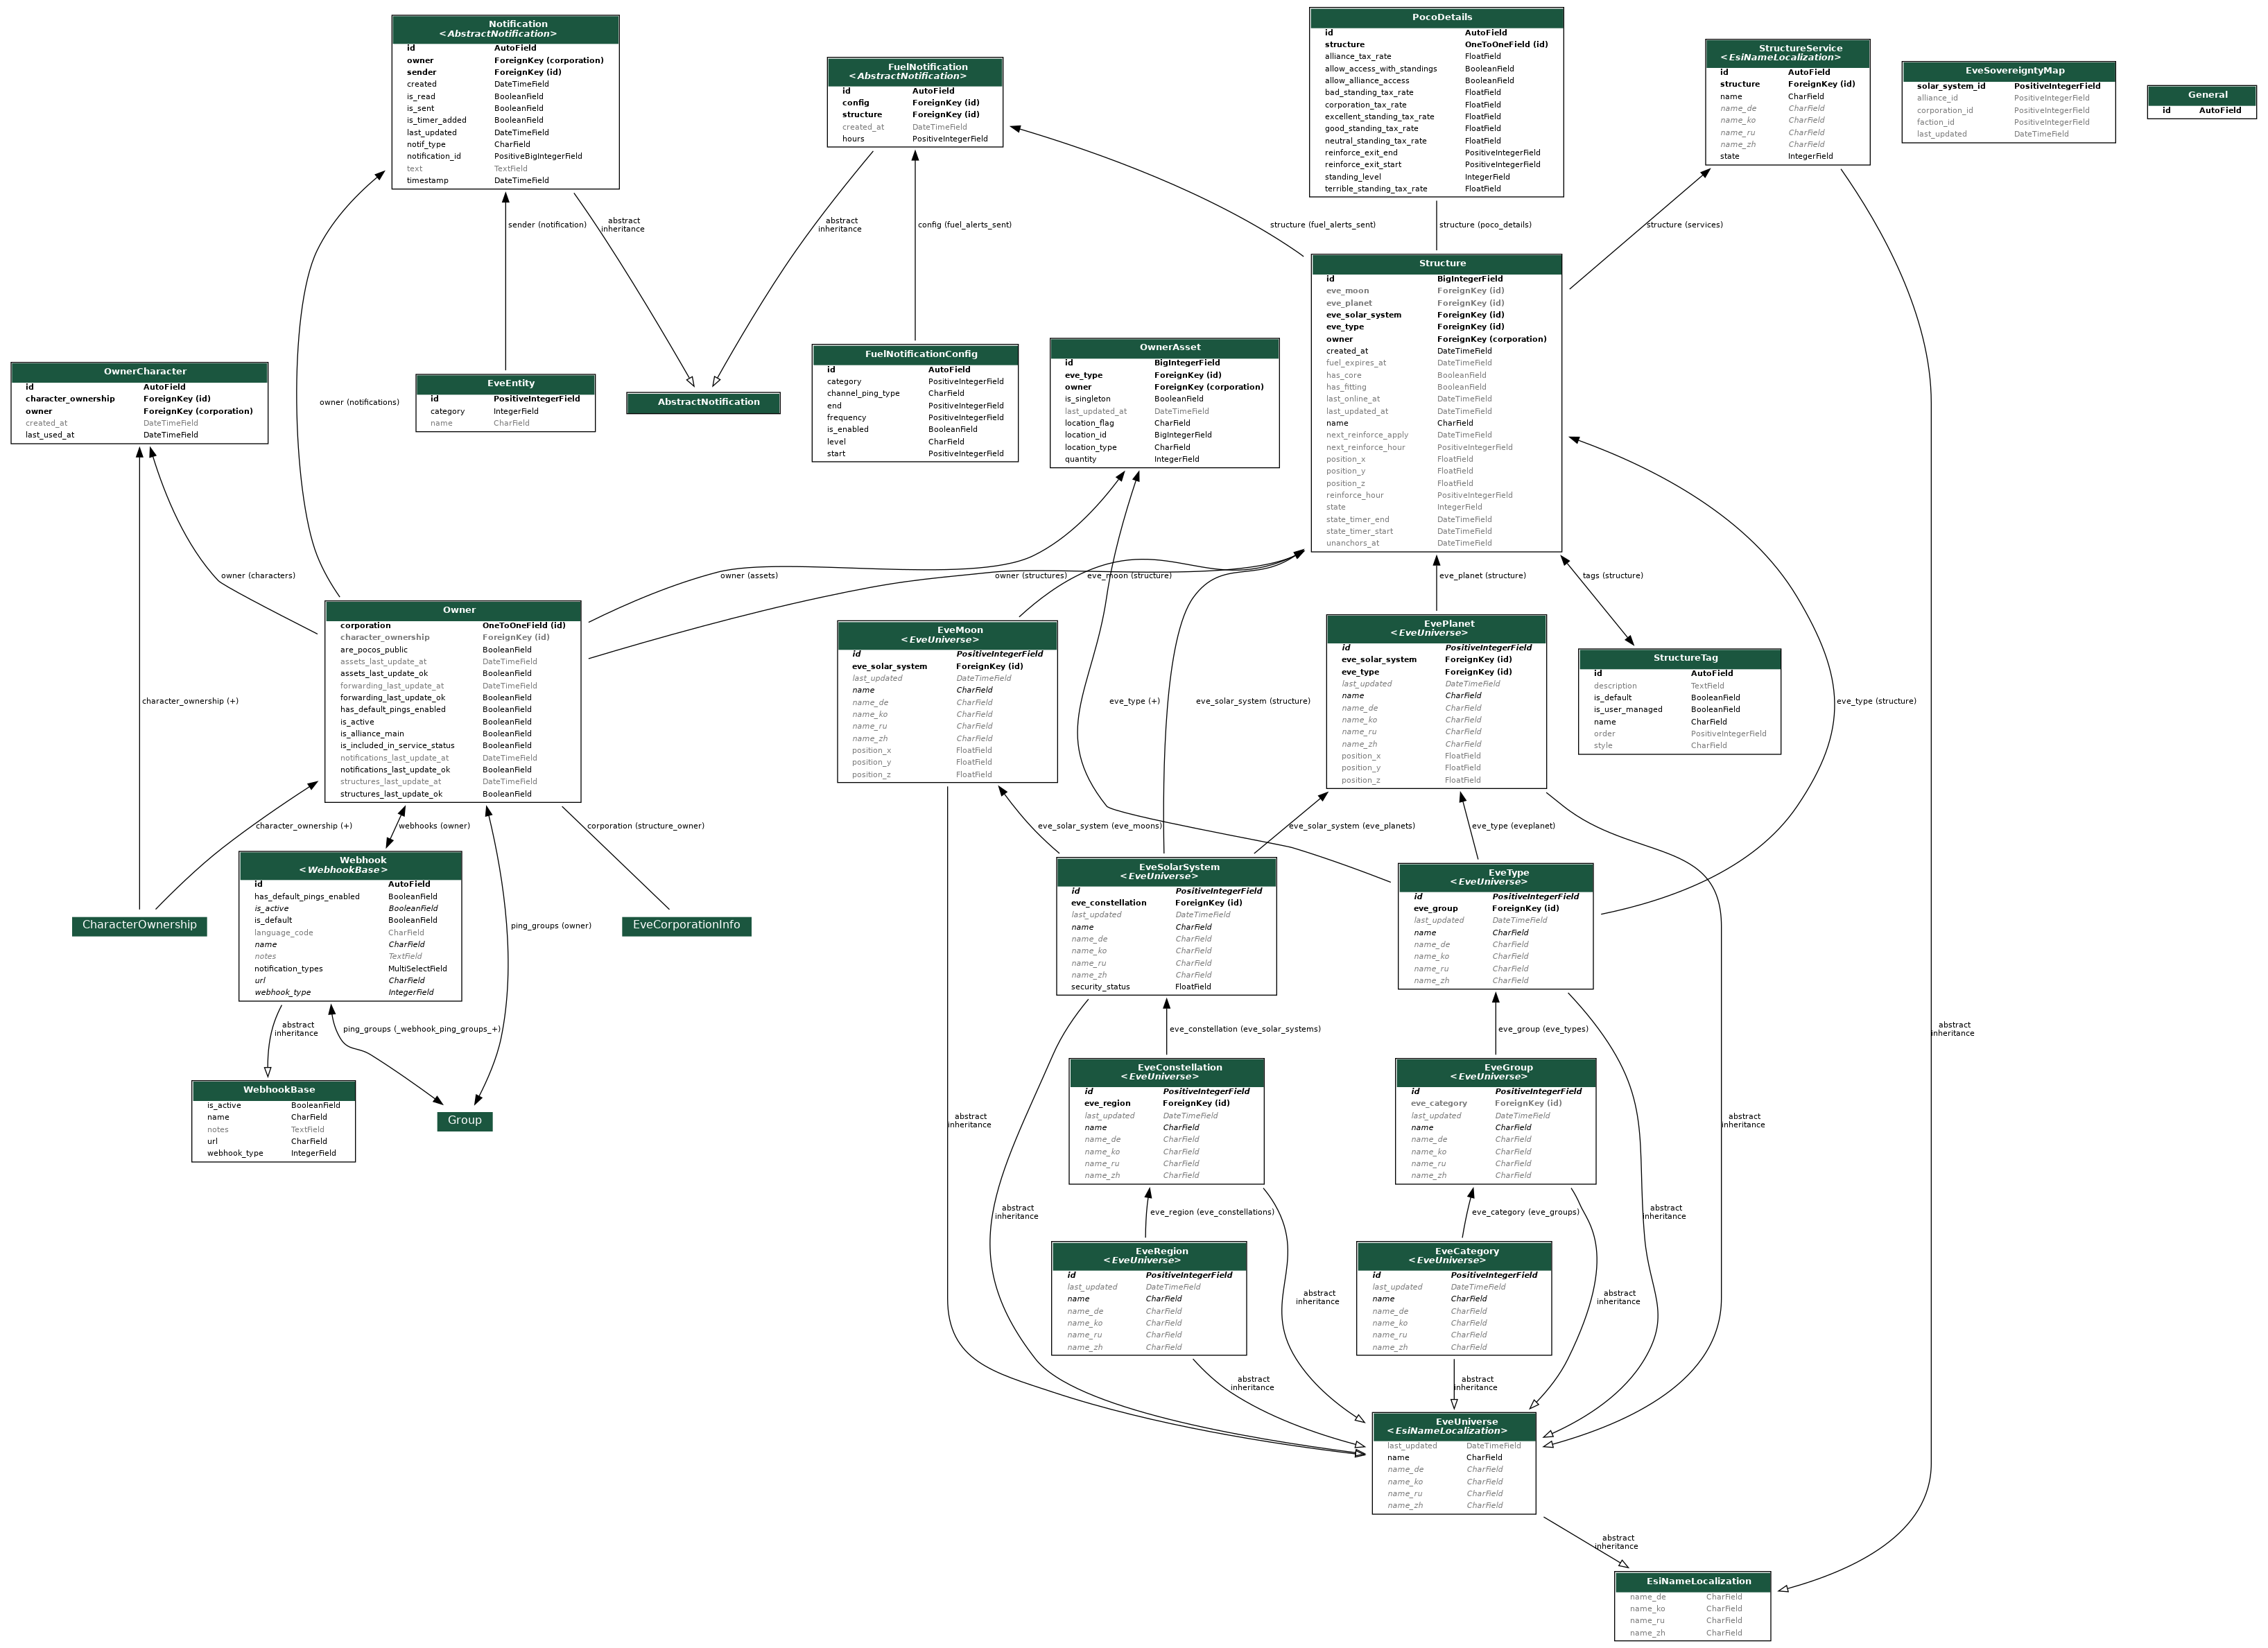 Notification
<AbstractNotification>
id AutoField
owner ForeignKey (corporation)
sender ForeignKey (id)
created DateTimeField
is_read BooleanField
is_sent BooleanField
is_timer_added BooleanField
last_updated DateTimeField
notif_type CharField
notification_id PositiveBigIntegerField
text TextField
timestamp DateTimeField
FuelNotification
<AbstractNotification>
id AutoField
config ForeignKey (id)
structure ForeignKey (id)
created_at DateTimeField
hours PositiveIntegerField
PocoDetails
id AutoField
structure OneToOneField (id)
alliance_tax_rate FloatField
allow_access_with_standings BooleanField
allow_alliance_access BooleanField
bad_standing_tax_rate FloatField
corporation_tax_rate FloatField
excellent_standing_tax_rate FloatField
good_standing_tax_rate FloatField
neutral_standing_tax_rate FloatField
reinforce_exit_end PositiveIntegerField
reinforce_exit_start PositiveIntegerField
standing_level IntegerField
terrible_standing_tax_rate FloatField
StructureService
<EsiNameLocalization>
id AutoField
structure ForeignKey (id)
name CharField
name_de CharField
name_ko CharField
name_ru CharField
name_zh CharField
state IntegerField
EveSovereigntyMap
solar_system_id PositiveIntegerField
alliance_id PositiveIntegerField
corporation_id PositiveIntegerField
faction_id PositiveIntegerField
last_updated DateTimeField
General
id AutoField
sender (notification)
abstract
inheritance
abstract
inheritance
config (fuel_alerts_sent)
structure (fuel_alerts_sent)
structure (poco_details)
structure (services)
Structure
id BigIntegerField
eve_moon ForeignKey (id)
eve_planet ForeignKey (id)
eve_solar_system ForeignKey (id)
eve_type ForeignKey (id)
owner ForeignKey (corporation)
created_at DateTimeField
fuel_expires_at DateTimeField
has_core BooleanField
has_fitting BooleanField
last_online_at DateTimeField
last_updated_at DateTimeField
name CharField
next_reinforce_apply DateTimeField
next_reinforce_hour PositiveIntegerField
position_x FloatField
position_y FloatField
position_z FloatField
reinforce_hour PositiveIntegerField
state IntegerField
state_timer_end DateTimeField
state_timer_start DateTimeField
unanchors_at DateTimeField
OwnerCharacter
id AutoField
character_ownership ForeignKey (id)
owner ForeignKey (corporation)
created_at DateTimeField
last_used_at DateTimeField
owner (notifications)
EveEntity
id PositiveIntegerField
category IntegerField
name CharField
AbstractNotification
FuelNotificationConfig
id AutoField
category PositiveIntegerField
channel_ping_type CharField
end PositiveIntegerField
frequency PositiveIntegerField
is_enabled BooleanField
level CharField
start PositiveIntegerField
OwnerAsset
id BigIntegerField
eve_type ForeignKey (id)
owner ForeignKey (corporation)
is_singleton BooleanField
last_updated_at DateTimeField
location_flag CharField
location_id BigIntegerField
location_type CharField
quantity IntegerField
owner (characters)
owner (assets)
owner (structures)
eve_moon (structure)
eve_planet (structure)
tags (structure)
Owner
corporation OneToOneField (id)
character_ownership ForeignKey (id)
are_pocos_public BooleanField
assets_last_update_at DateTimeField
assets_last_update_ok BooleanField
forwarding_last_update_at DateTimeField
forwarding_last_update_ok BooleanField
has_default_pings_enabled BooleanField
is_active BooleanField
is_alliance_main BooleanField
is_included_in_service_status BooleanField
notifications_last_update_at DateTimeField
notifications_last_update_ok BooleanField
structures_last_update_at DateTimeField
structures_last_update_ok BooleanField
EveMoon
<EveUniverse>
id PositiveIntegerField
eve_solar_system ForeignKey (id)
last_updated DateTimeField
name CharField
name_de CharField
name_ko CharField
name_ru CharField
name_zh CharField
position_x FloatField
position_y FloatField
position_z FloatField
EvePlanet
<EveUniverse>
id PositiveIntegerField
eve_solar_system ForeignKey (id)
eve_type ForeignKey (id)
last_updated DateTimeField
name CharField
name_de CharField
name_ko CharField
name_ru CharField
name_zh CharField
position_x FloatField
position_y FloatField
position_z FloatField
StructureTag
id AutoField
description TextField
is_default BooleanField
is_user_managed BooleanField
name CharField
order PositiveIntegerField
style CharField
character_ownership (+)
eve_type (+)
eve_solar_system (structure)
eve_type (structure)
character_ownership (+)
webhooks (owner)
corporation (structure_owner)
eve_solar_system (eve_moons)
eve_solar_system (eve_planets)
eve_type (eveplanet)
CharacterOwnership
Webhook
<WebhookBase>
id AutoField
has_default_pings_enabled BooleanField
is_active BooleanField
is_default BooleanField
language_code CharField
name CharField
notes TextField
notification_types MultiSelectField
url CharField
webhook_type IntegerField
ping_groups (owner)
EveCorporationInfo
EveSolarSystem
<EveUniverse>
id PositiveIntegerField
eve_constellation ForeignKey (id)
last_updated DateTimeField
name CharField
name_de CharField
name_ko CharField
name_ru CharField
name_zh CharField
security_status FloatField
EveType
<EveUniverse>
id PositiveIntegerField
eve_group ForeignKey (id)
last_updated DateTimeField
name CharField
name_de CharField
name_ko CharField
name_ru CharField
name_zh CharField
abstract
inheritance
ping_groups (_webhook_ping_groups_+)
eve_constellation (eve_solar_systems)
eve_group (eve_types)
abstract
inheritance
WebhookBase
is_active BooleanField
name CharField
notes TextField
url CharField
webhook_type IntegerField
Group
abstract
inheritance
EveConstellation
<EveUniverse>
id PositiveIntegerField
eve_region ForeignKey (id)
last_updated DateTimeField
name CharField
name_de CharField
name_ko CharField
name_ru CharField
name_zh CharField
EveGroup
<EveUniverse>
id PositiveIntegerField
eve_category ForeignKey (id)
last_updated DateTimeField
name CharField
name_de CharField
name_ko CharField
name_ru CharField
name_zh CharField
abstract
inheritance
abstract
inheritance
eve_region (eve_constellations)
eve_category (eve_groups)
abstract
inheritance
EveRegion
<EveUniverse>
id PositiveIntegerField
last_updated DateTimeField
name CharField
name_de CharField
name_ko CharField
name_ru CharField
name_zh CharField
abstract
inheritance
EveCategory
<EveUniverse>
id PositiveIntegerField
last_updated DateTimeField
name CharField
name_de CharField
name_ko CharField
name_ru CharField
name_zh CharField
abstract
inheritance
abstract
inheritance
abstract
inheritance
EveUniverse
<EsiNameLocalization>
last_updated DateTimeField
name CharField
name_de CharField
name_ko CharField
name_ru CharField
name_zh CharField
abstract
inheritance
EsiNameLocalization
name_de CharField
name_ko CharField
name_ru CharField
name_zh CharField